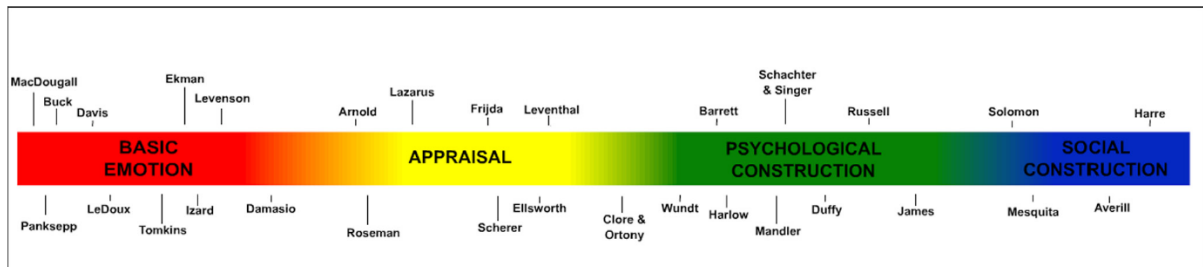 MacDougall
Buck
Davis
Ekman
Levenson
Arnold
Lazarus
Frijda
Leventhal
Barrett
Schachter
& Singer
Russell
Solomon
Harre
BASIC
EMOTION
APPRAISAL
PSYCHOLOGICAL
CONSTRUCTION
SOCIAL
CONSTRUCTION
Panksepp
LeDoux
Tomkins
Izard
Damasio
Roseman
Scherer
Ellsworth
Clore &
Ortony
Wundt
Harlow
Mandler
Duffy
James
Mesquita
Averill